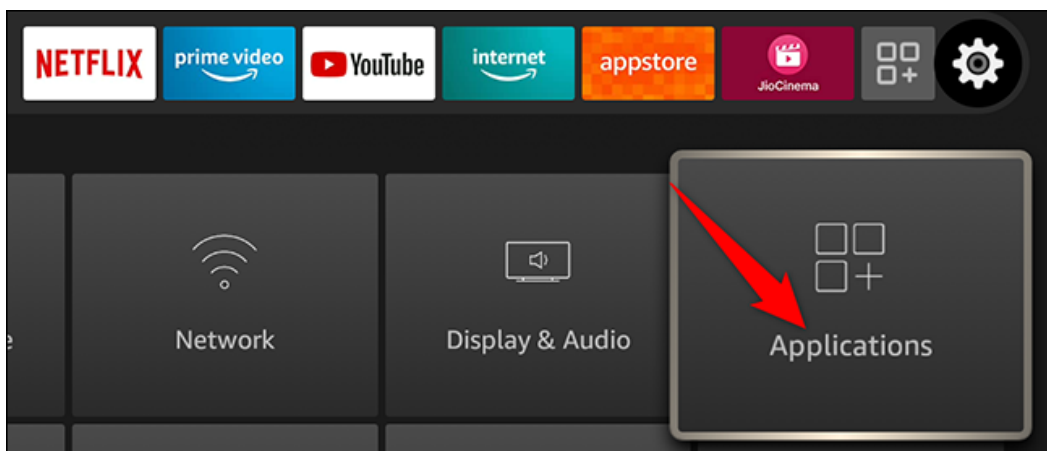 NETFLIX prime video YouTube internet appstore
JioCinema
Network Display & Audio Applications